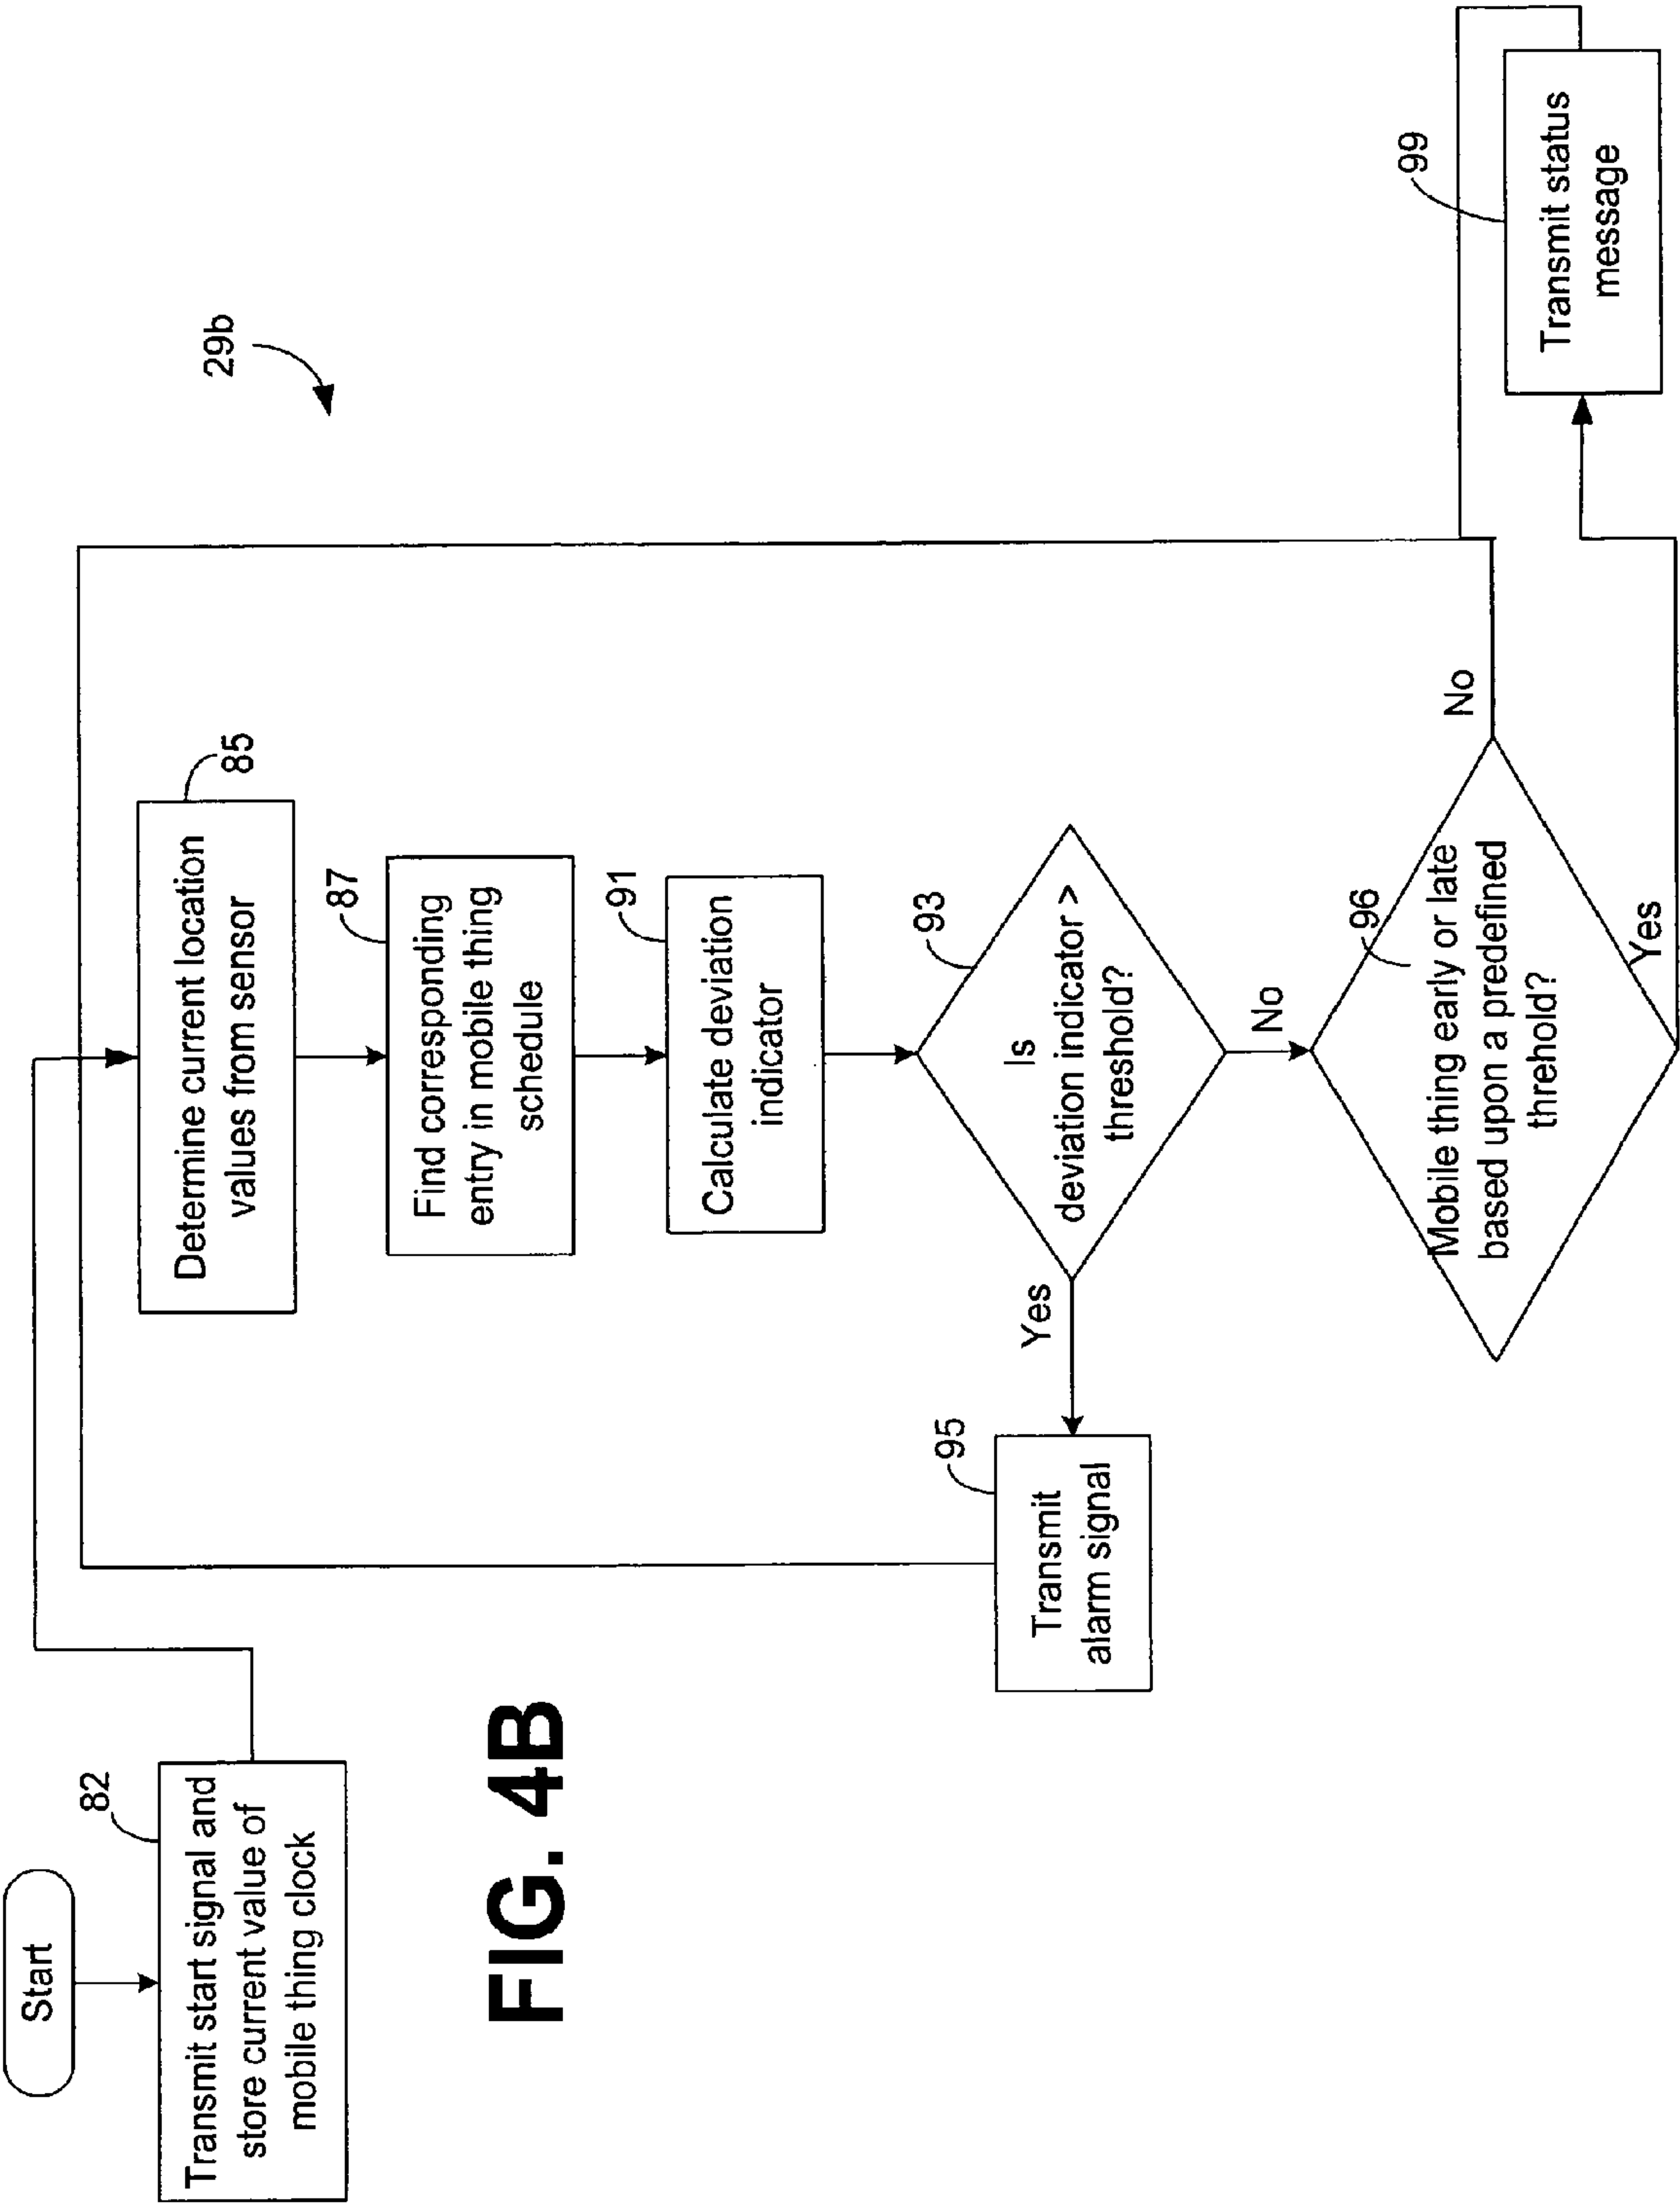 Start
82
Transmit start signal and
store current value of
mobile thing clock
FIG. 4B
29b
85
Determine current location
values from sensor
87
Find corresponding
entry in mobile thing
schedule
91
Calculate deviation
indicator
93
Is
deviation indicator >
threshold?
Yes
No
95
Transmit
alarm signal
96
Mobile thing early or late
based upon a predefined
threhold?
No
Yes
99
Transmit status
message